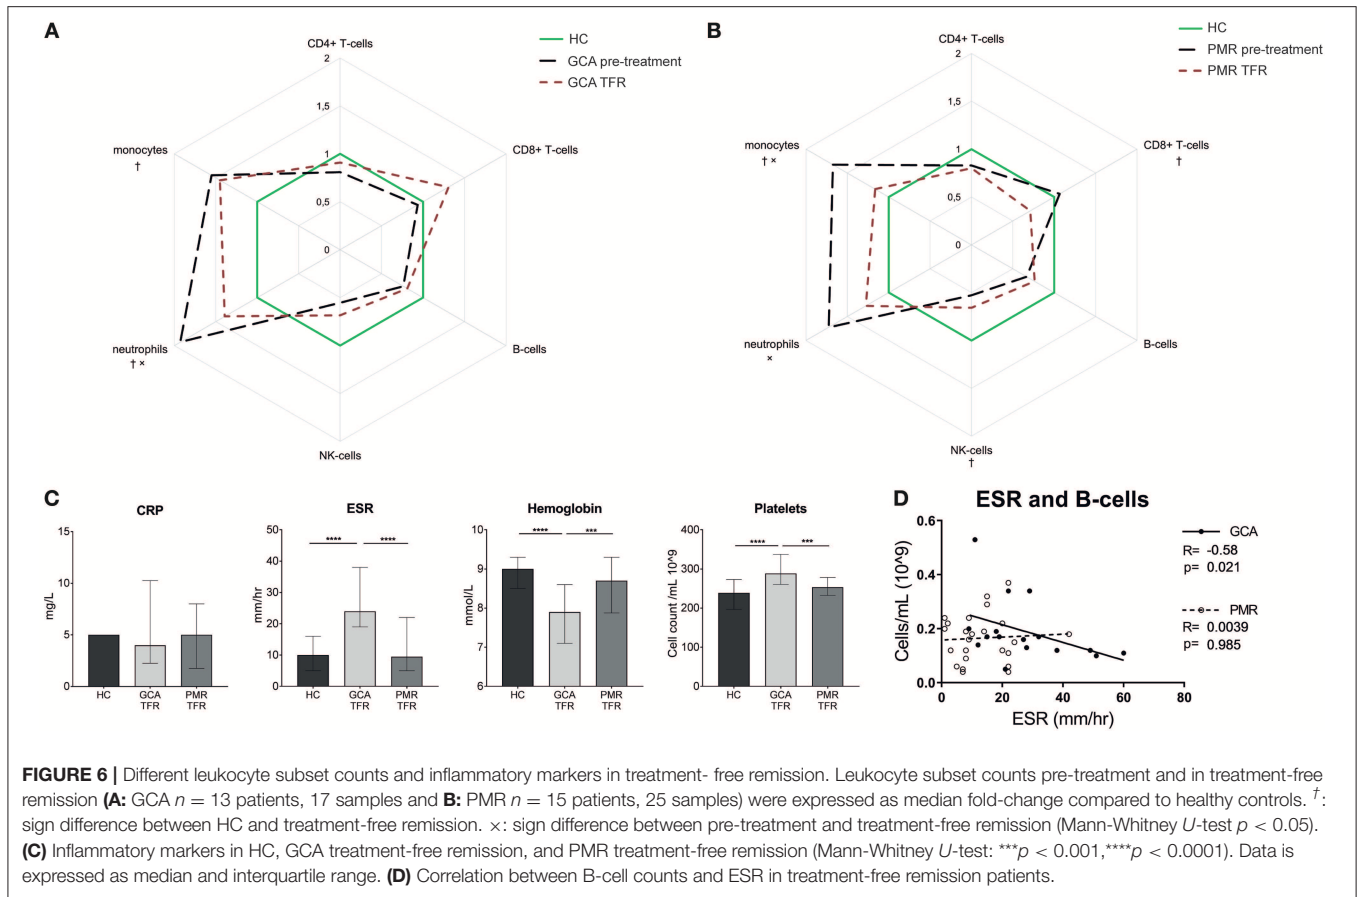 A
CD4+ T-cells
2
1,5
1
0,5
0
HC
GCA pre-treatment
GCA TFR
monocytes
†
CD8+ T-cells
neutrophils
† ×
B-cells
NK-cells
B
CD4+ T-cells
2
1,5
1
0,5
0
HC
PMR pre-treatment
PMR TFR
monocytes
† ×
CD8+ T-cells
†
neutrophils
×
B-cells
NK-cells
†
C
CRP
mg/L
15
10
5
0
HC
GCA
TFR
PMR
TFR
ESR
mm/hr
50
40
30
20
10
0
****
****
HC
GCA
TFR
PMR
TFR
Hemoglobin
mmol/L
10
9
8
7
6
****
***
HC
GCA
TFR
PMR
TFR
Platelets
Cell count /mL 10^9
400
300
200
100
0
****
***
HC
GCA
TFR
PMR
TFR
D
ESR and B-cells
Cells/mL (10^9)
0.6
0.4
0.2
0.0
0
20
40
60
80
ESR (mm/hr)
GCA
R= -0.58
p= 0.021
PMR
R= 0.0039
p= 0.985
FIGURE 6 | Different leukocyte subset counts and inflammatory markers in treatment- free remission. Leukocyte subset counts pre-treatment and in treatment-free
remission (A: GCA n = 13 patients, 17 samples and B: PMR n = 15 patients, 25 samples) were expressed as median fold-change compared to healthy controls. †:
sign difference between HC and treatment-free remission. ×: sign difference between pre-treatment and treatment-free remission (Mann-Whitney U-test p < 0.05).
(C) Inflammatory markers in HC, GCA treatment-free remission, and PMR treatment-free remission (Mann-Whitney U-test: ***p < 0.001,****p < 0.0001). Data is
expressed as median and interquartile range. (D) Correlation between B-cell counts and ESR in treatment-free remission patients.